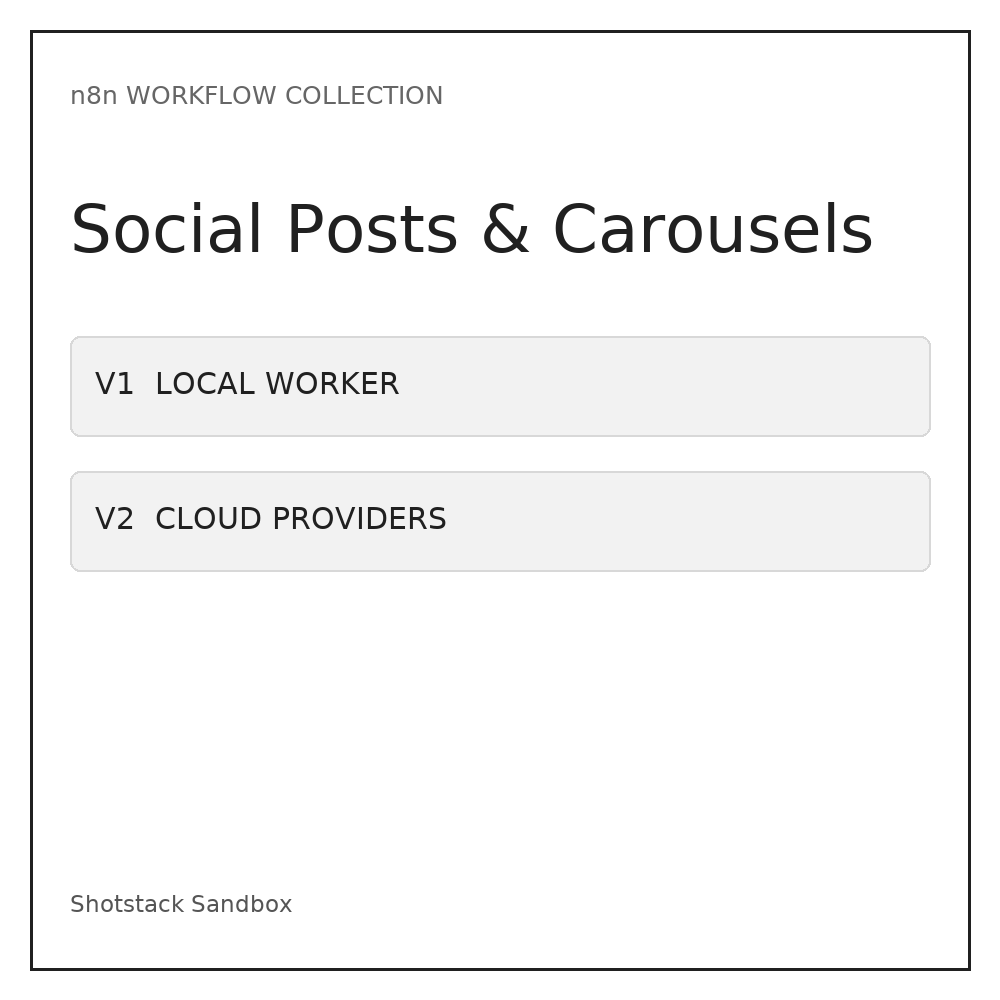 n8n WORKFLOW COLLECTION
Social Posts & Carousels
V1 LOCAL WORKER
V2 CLOUD PROVIDERS
Shotstack Sandbox